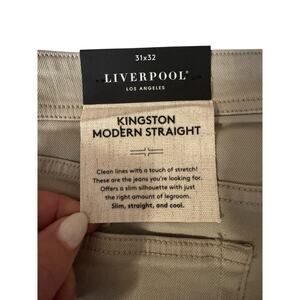 31x32
LIVERPOOL®
LOS ANGELES
KINGSTON
MODERN STRAIGHT
Clean lines with a touch of stretch!
These are the jeans you're looking for.
Offers a slim silhouette with just
the right amount of legroom.
Slim, straight, and cool.